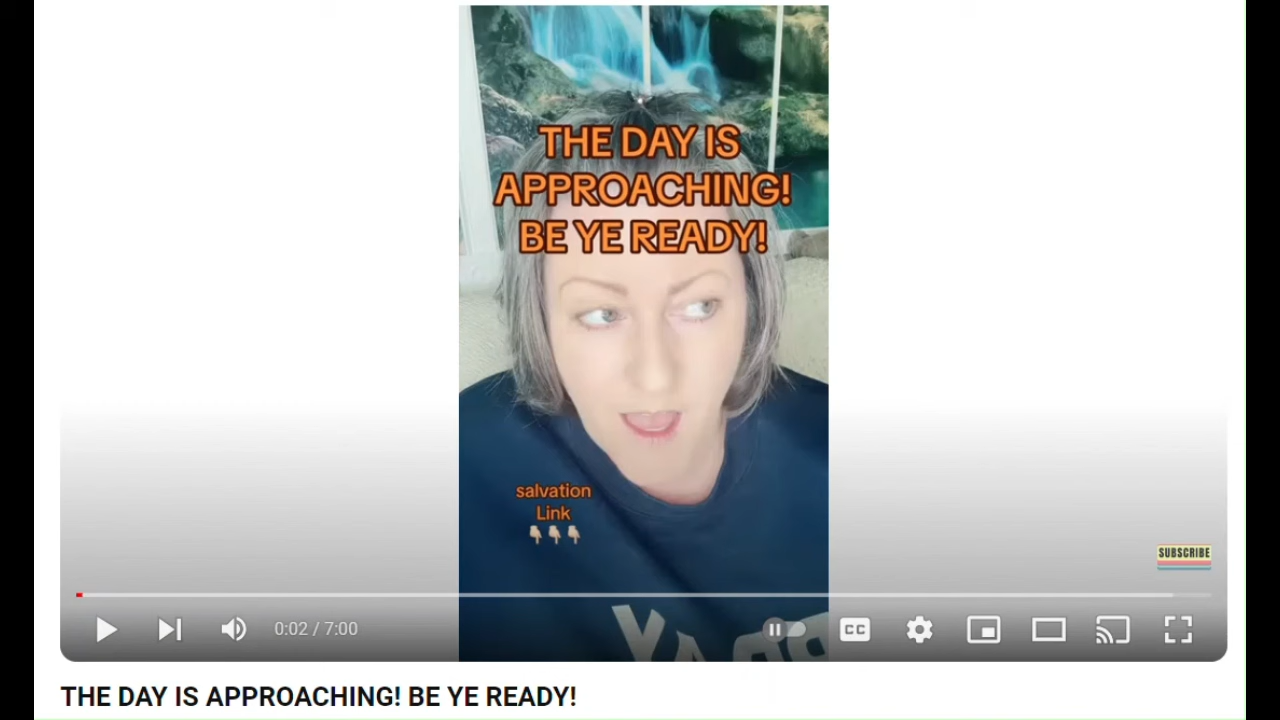 THE DAY IS
APPROACHING!
BE YE READY!
salvation
Link
SUBSCRIBE
0:02 / 7:00
CC
THE DAY IS APPROACHING! BE YE READY!